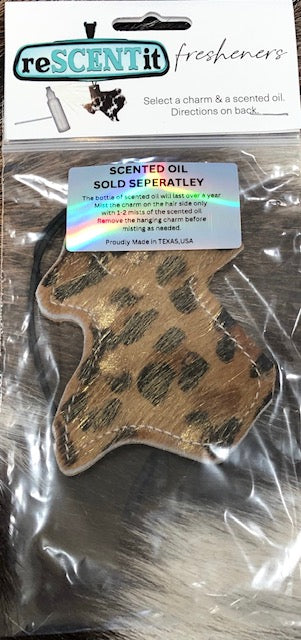 reSCENTit fresheners
Select a charm & a scented oil.
Directions on back.
SCENTED OIL
SOLD SEPERATLEY
The bottle of scented oil will last over a year
Mist the charm on the hair side only
with 1-2 mists of the scented oil
Remove the hanging charm before
misting as needed.
Proudly Made in TEXAS,USA